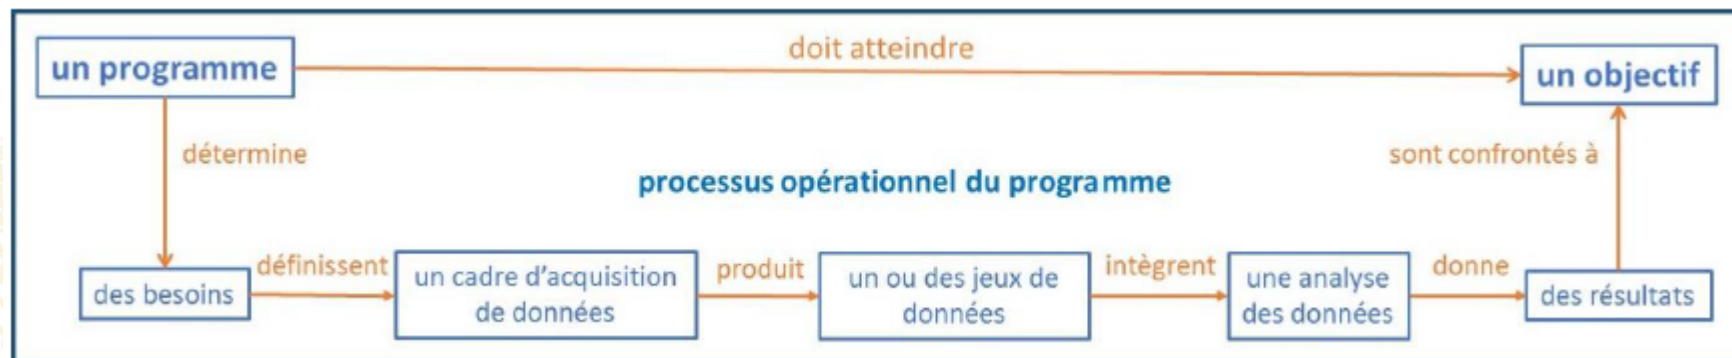 doit atteindre
un programme
un objectif
détermine
sont confrontés à
processus opérationnel du programme
des besoins
définissent
un cadre d'acquisition
de données
produit
un ou des jeux de
données
intègrent
une analyse
des données
donne
des résultats